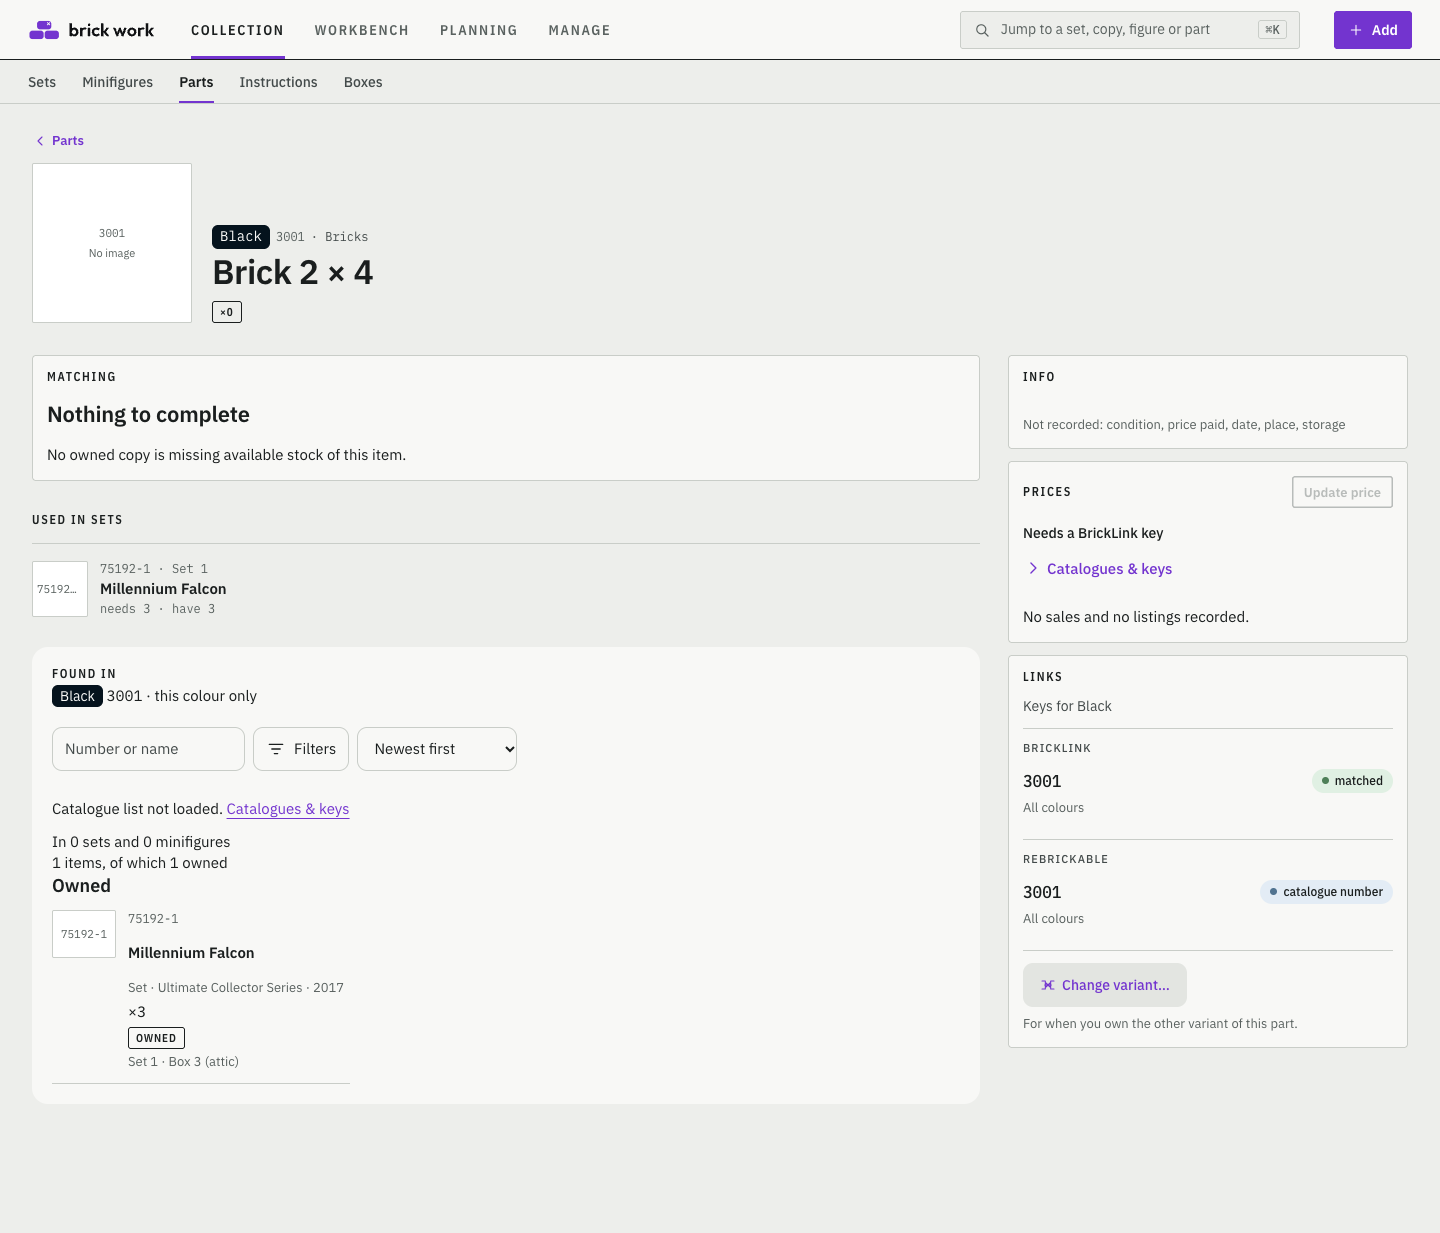 brick work
COLLECTION
WORKBENCH
PLANNING
MANAGE
Jump to a set, copy, figure or part
⌘K
Add
Sets
Minifigures
Parts
Instructions
Boxes
Parts
3001
No image
Black 3001 · Bricks
Brick 2 × 4
×0
MATCHING
Nothing to complete
No owned copy is missing available stock of this item.
USED IN SETS
75192…
75192-1 · Set 1
Millennium Falcon
needs 3 · have 3
FOUND IN
Black 3001 · this colour only
Number or name
Filters
Newest first
Catalogue list not loaded. Catalogues & keys
In 0 sets and 0 minifigures
1 items, of which 1 owned
Owned
75192-1
75192-1
Millennium Falcon
Set · Ultimate Collector Series · 2017
×3
OWNED
Set 1 · Box 3 (attic)
INFO
Not recorded: condition, price paid, date, place, storage
PRICES
Update price
Needs a BrickLink key
Catalogues & keys
No sales and no listings recorded.
LINKS
Keys for Black
BRICKLINK
3001
matched
All colours
REBRICKABLE
3001
catalogue number
All colours
Change variant…
For when you own the other variant of this part.